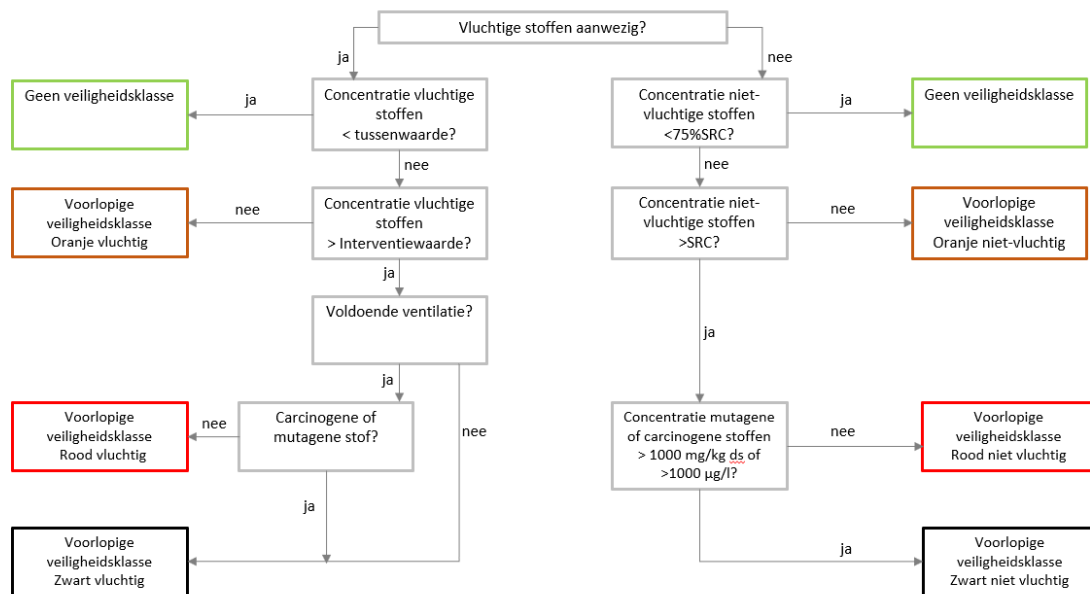 Vluchtige stoffen aanwezig?
ja
nee
Geen veiligheidsklasse
ja
Concentratie vluchtige
stoffen
< tussenwaarde?
Concentratie niet-
vluchtige stoffen
<75%SRC?
ja
Geen veiligheidsklasse
nee
nee
Voorlopige
veiligheidsklasse
Oranje vluchtig
nee
Concentratie vluchtige
stoffen
> Interventiewaarde?
Concentratie niet-
vluchtige stoffen
>SRC?
nee
Voorlopige
veiligheidsklasse
Oranje niet-vluchtig
ja
Voldoende ventilatie?
ja
ja
Voorlopige
veiligheidsklasse
Rood vluchtig
nee
Carcinogene of
mutagene stof?
nee
Concentratie mutagene
of carcinogene stoffen
> 1000 mg/kg ds of
>1000 µg/l?
nee
Voorlopige
veiligheidsklasse
Rood niet vluchtig
ja
Voorlopige
veiligheidsklasse
Zwart vluchtig
ja
Voorlopige
veiligheidsklasse
Zwart niet vluchtig